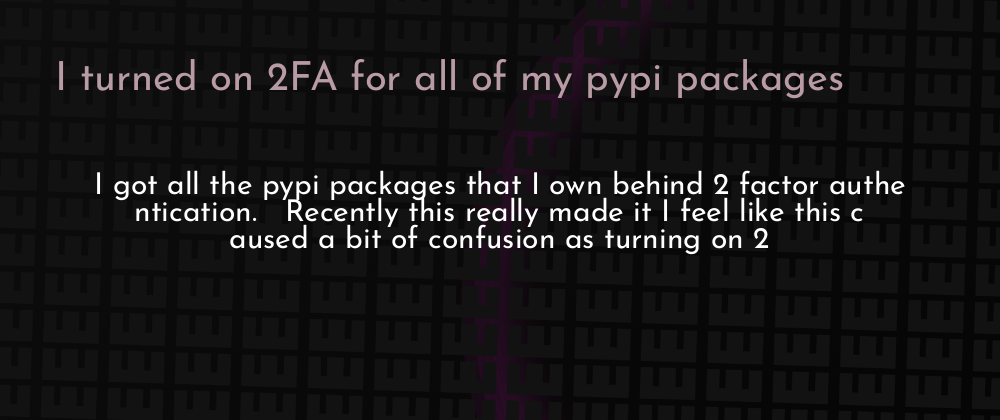 I turned on 2FA for all of my pypi packages
I got all the pypi packages that I own behind 2 factor authe
ntication.   Recently this really made it I feel like this c
aused a bit of confusion as turning on 2